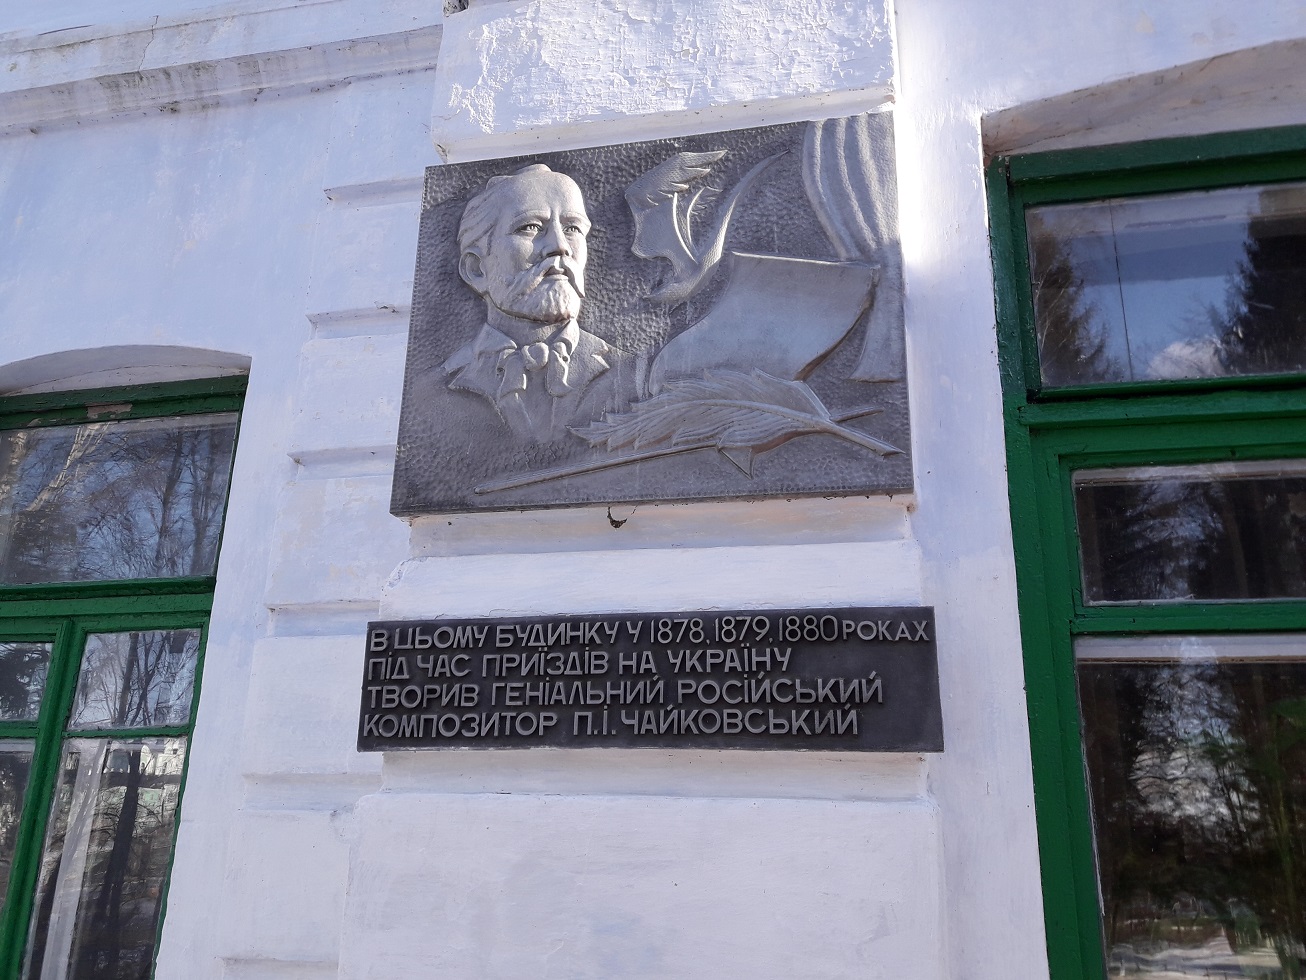 В ЦЬОМУ БУДИНКУ У 1878, 1879, 1880 РОКАХ
ПІД ЧАС ПРИЇЗДІВ НА УКРАЇНУ
ТВОРИВ ГЕНІАЛЬНИЙ РОСІЙСЬКИЙ
КОМПОЗИТОР П.І. ЧАЙКОВСЬКИЙ